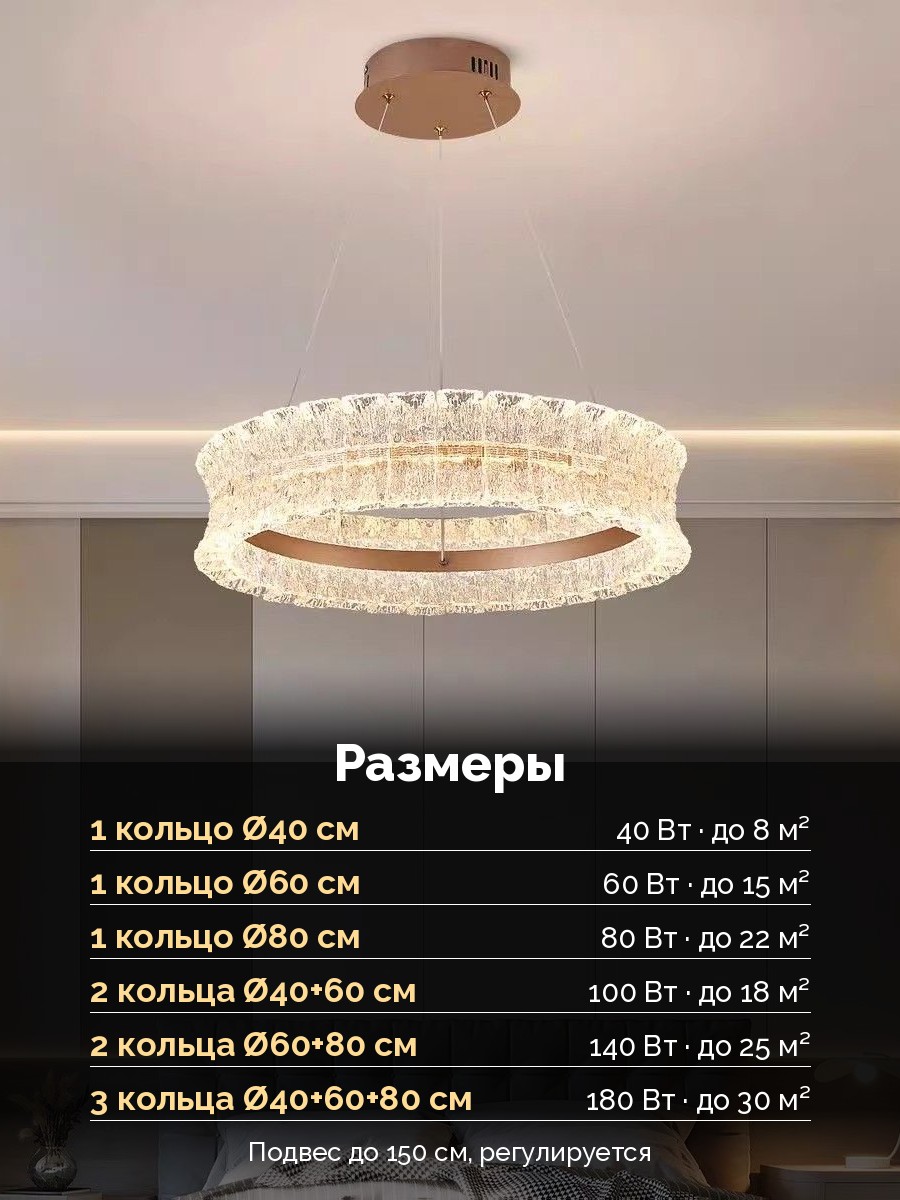 Размеры
1 кольцо Ø40 см 40 Вт · до 8 м²
1 кольцо Ø60 см 60 Вт · до 15 м²
1 кольцо Ø80 см 80 Вт · до 22 м²
2 кольца Ø40+60 см 100 Вт · до 18 м²
2 кольца Ø60+80 см 140 Вт · до 25 м²
3 кольца Ø40+60+80 см 180 Вт · до 30 м²
Подвес до 150 см, регулируется